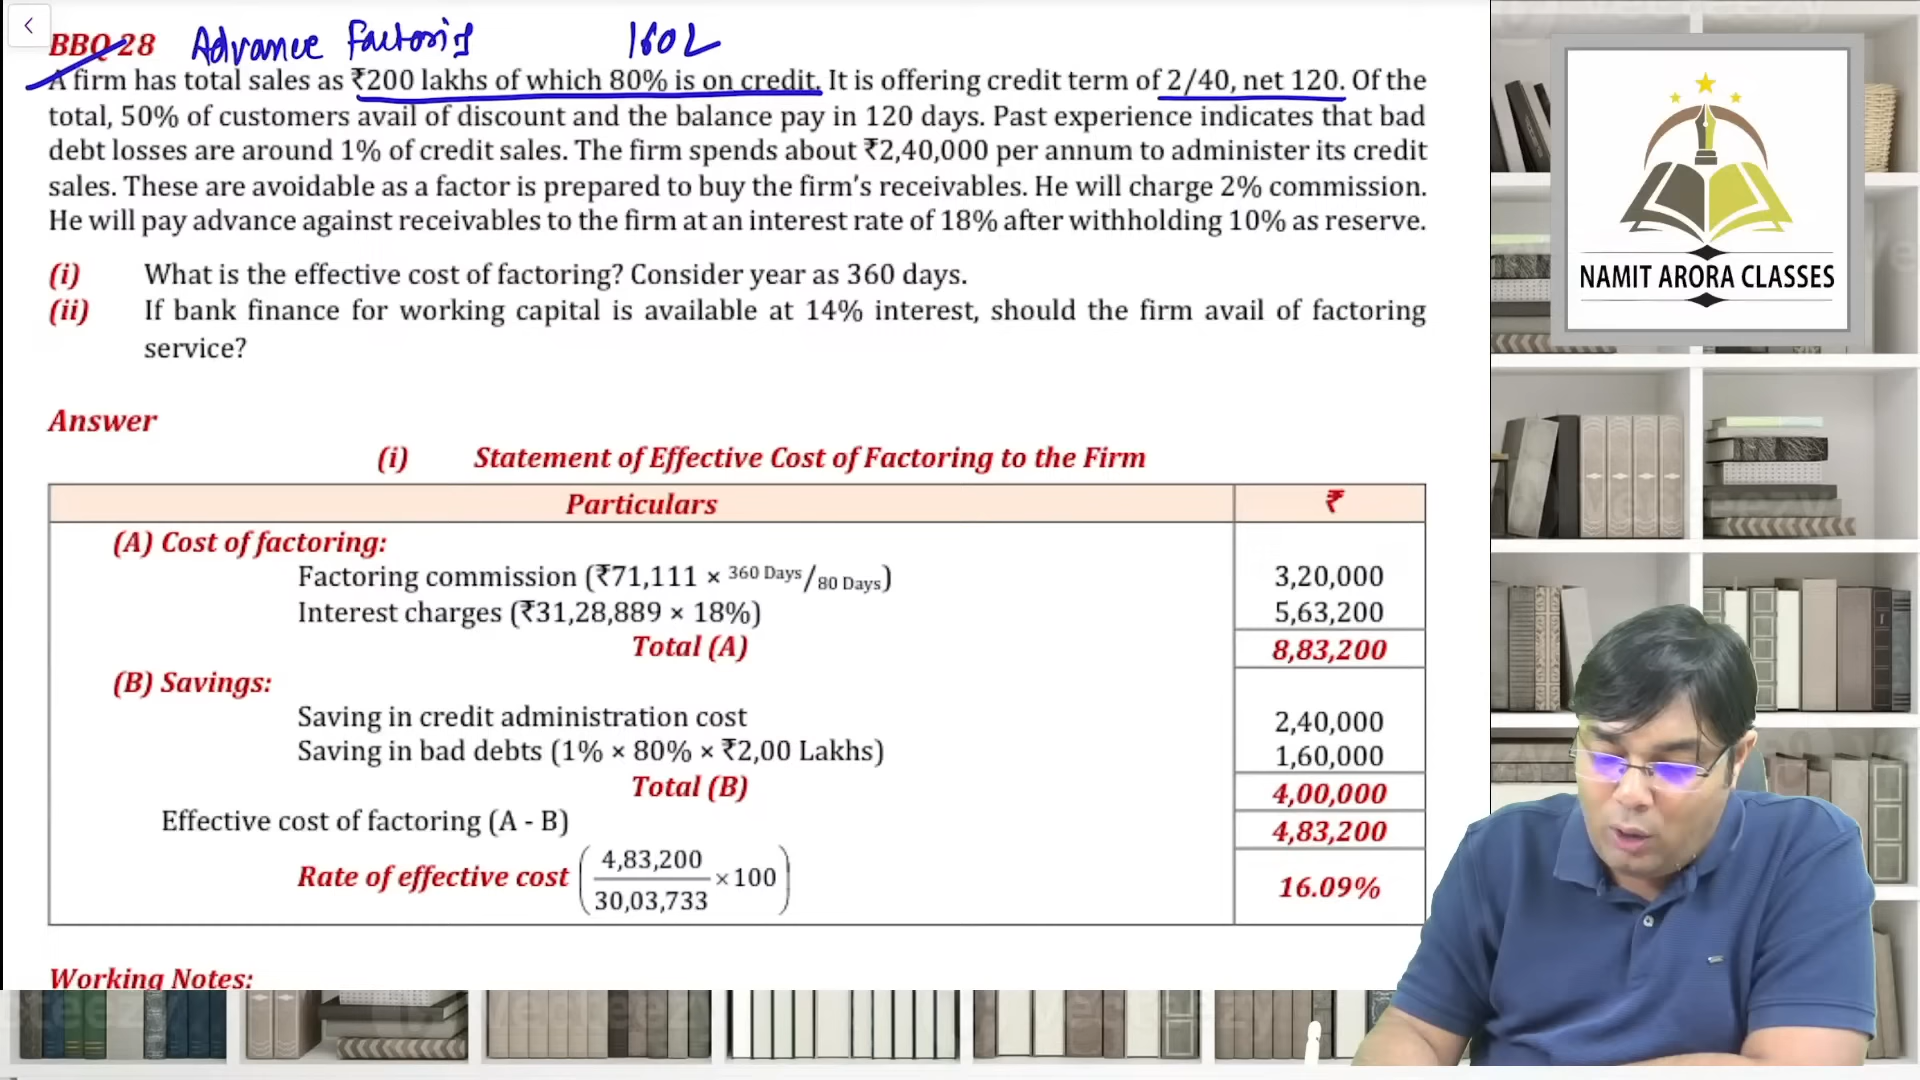 BBQ 28 Advance Factoring 160L
A firm has total sales as ₹200 lakhs of which 80% is on credit. It is offering credit term of 2/40, net 120. Of the
total, 50% of customers avail of discount and the balance pay in 120 days. Past experience indicates that bad
debt losses are around 1% of credit sales. The firm spends about ₹2,40,000 per annum to administer its credit
sales. These are avoidable as a factor is prepared to buy the firm's receivables. He will charge 2% commission.
He will pay advance against receivables to the firm at an interest rate of 18% after withholding 10% as reserve.
(i) What is the effective cost of factoring? Consider year as 360 days.
(ii) If bank finance for working capital is available at 14% interest, should the firm avail of factoring
service?
NAMIT ARORA CLASSES
Answer
(i) Statement of Effective Cost of Factoring to the Firm
Particulars ₹
(A) Cost of factoring:
Factoring commission (₹71,111 × 360 Days/80 Days) 3,20,000
Interest charges (₹31,28,889 × 18%) 5,63,200
Total (A) 8,83,200
(B) Savings:
Saving in credit administration cost 2,40,000
Saving in bad debts (1% × 80% × ₹2,00 Lakhs) 1,60,000
Total (B) 4,00,000
Effective cost of factoring (A - B) 4,83,200
Rate of effective cost (4,83,200/30,03,733 × 100) 16.09%
Working Notes: